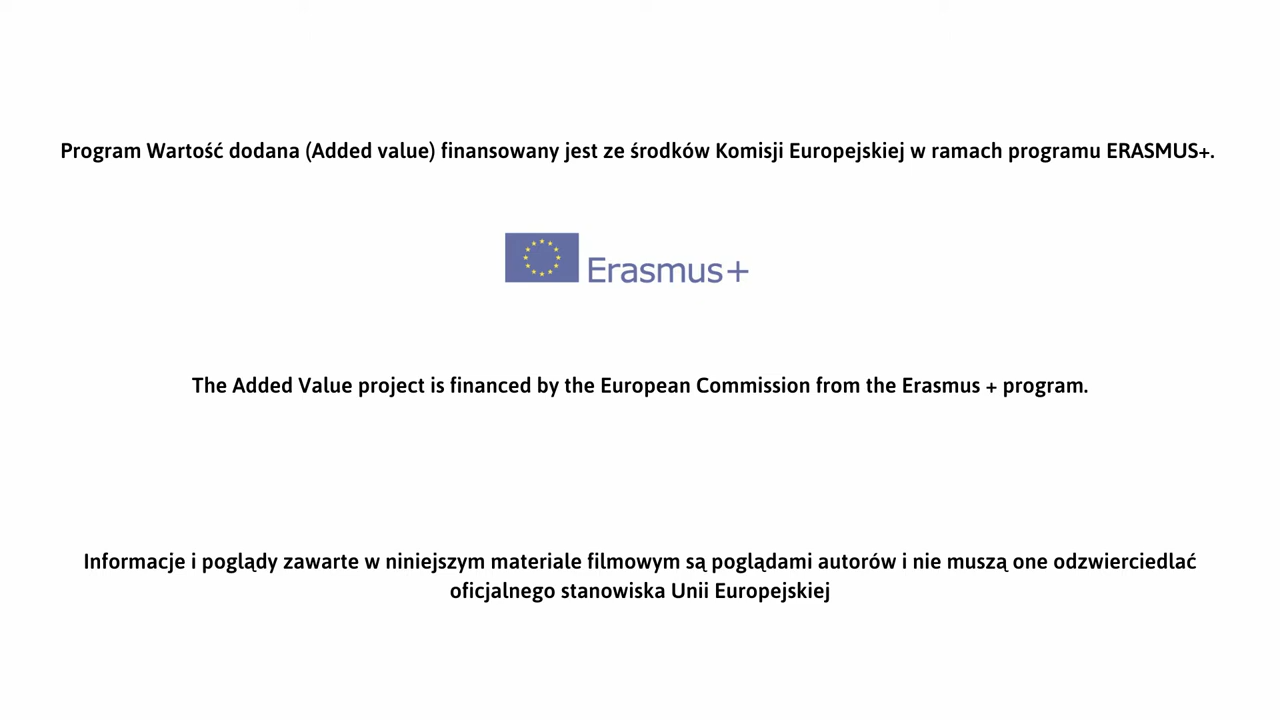 Program Wartość dodana (Added value) finansowany jest ze środków Komisji Europejskiej w ramach programu ERASMUS+.
Erasmus+
The Added Value project is financed by the European Commission from the Erasmus + program.
Informacje i poglądy zawarte w niniejszym materiale filmowym są poglądami autorów i nie muszą one odzwierciedlać
oficjalnego stanowiska Unii Europejskiej